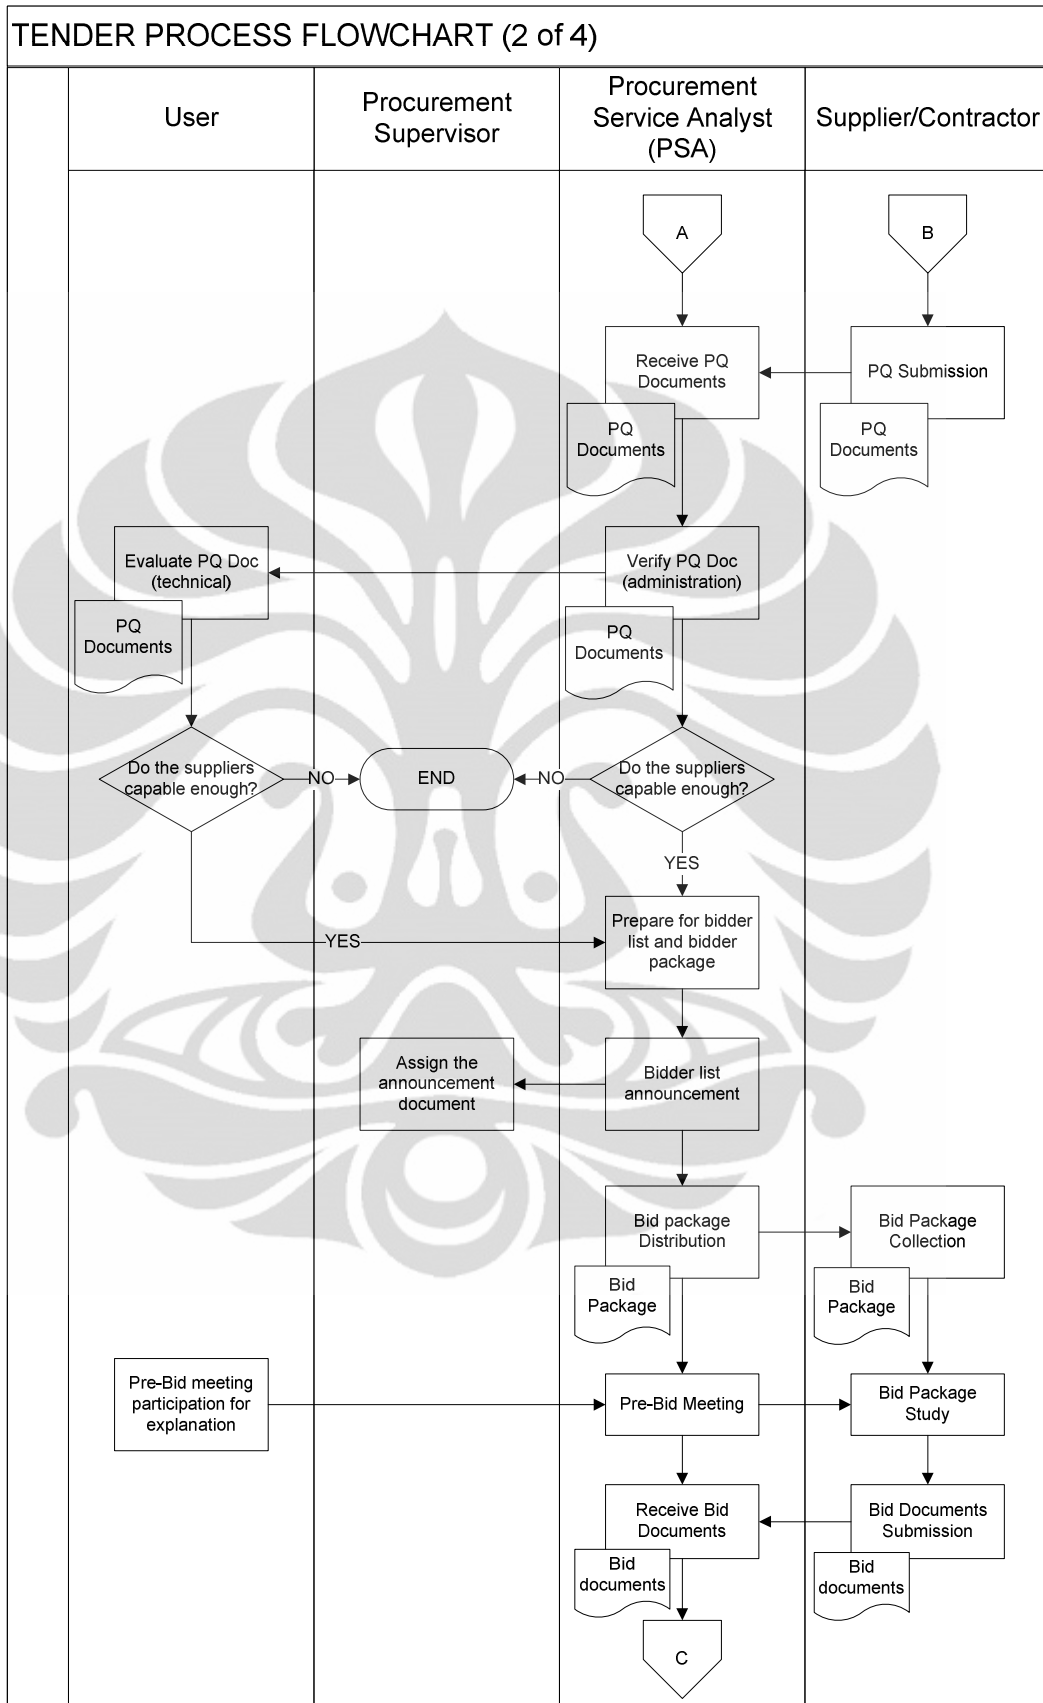 TENDER PROCESS FLOWCHART (2 of 4)
User
Procurement
Supervisor
Procurement
Service Analyst
(PSA)
Supplier/Contractor
A
B
Receive PQ
Documents
PQ Submission
PQ
Documents
PQ
Documents
Evaluate PQ Doc
(technical)
Verify PQ Doc
(administration)
PQ
Documents
PQ
Documents
Do the suppliers
capable enough?
NO
END
NO
Do the suppliers
capable enough?
YES
Prepare for bidder
list and bidder
package
YES
Assign the
announcement
document
Bidder list
announcement
Bid package
Distribution
Bid Package
Collection
Bid
Package
Bid
Package
Pre-Bid meeting
participation for
explanation
Pre-Bid Meeting
Bid Package
Study
Receive Bid
Documents
Bid Documents
Submission
Bid
documents
Bid
documents
C